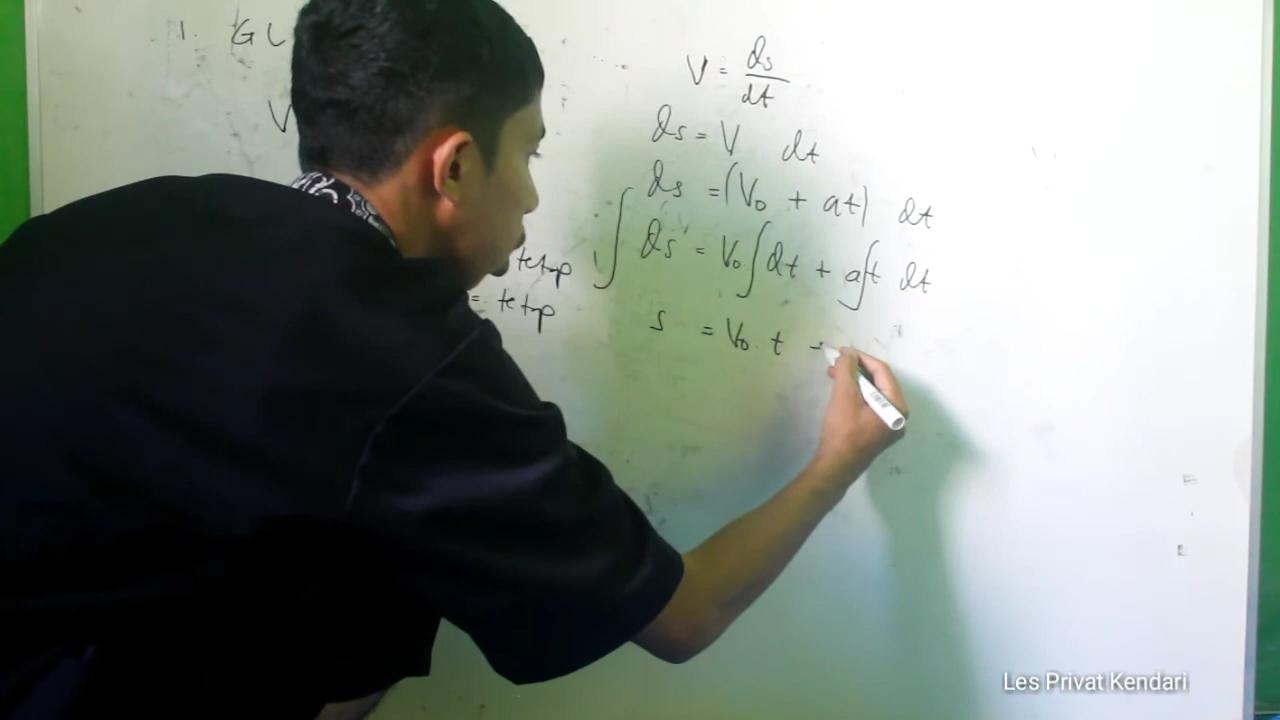 1. GL
V
tetap
= tetap
V = ds/dt
ds = V dt
ds = (V₀ + at) dt
∫ ds = V₀ ∫ dt + a∫t dt
s = V₀. t
Les Privat Kendari